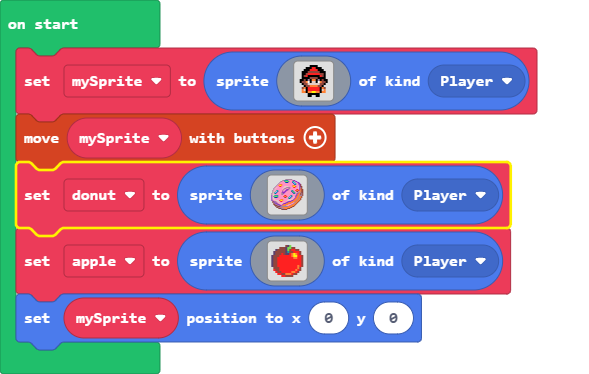 on start
set mySprite to sprite of kind Player
move mySprite with buttons
set donut to sprite of kind Player
set apple to sprite of kind Player
set mySprite position to x 0 y 0